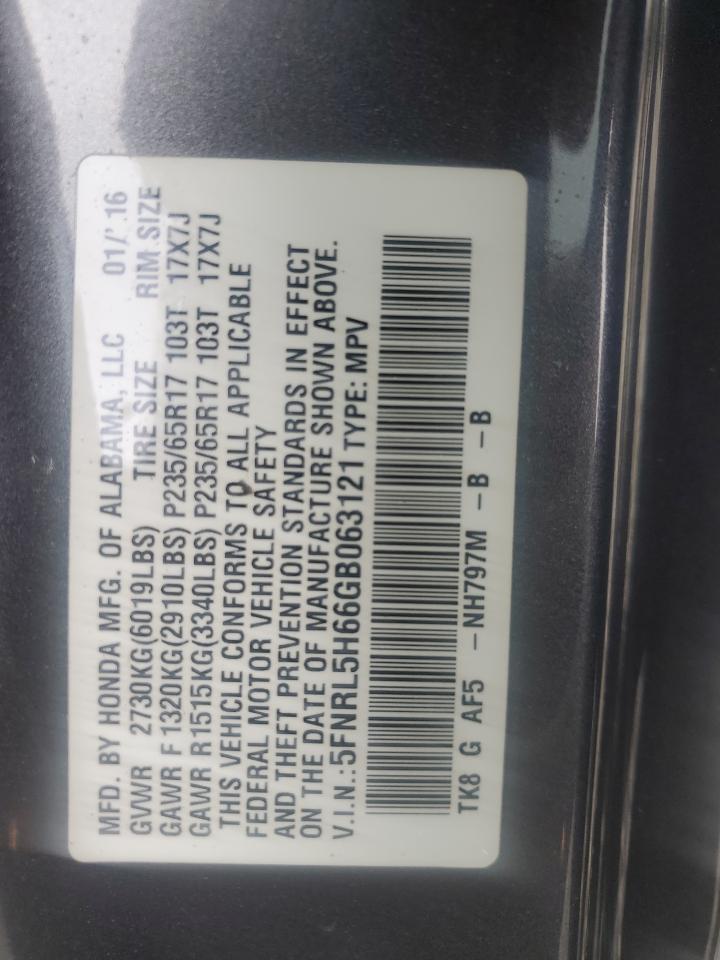 MFD. BY HONDA MFG. OF ALABAMA, LLC 01/'16
GVWR 2730KG(6019LBS) TIRE SIZE RIM SIZE
GAWR F1320KG(2910LBS) P235/65R17 103T 17X7J
GAWR R1515KG(3340LBS) P235/65R17 103T 17X7J
THIS VEHICLE CONFORMS TO ALL APPLICABLE
FEDERAL MOTOR VEHICLE SAFETY
AND THEFT PREVENTION STANDARDS IN EFFECT
ON THE DATE OF MANUFACTURE SHOWN ABOVE.
V.I.N.:5FNRL5H66GB063121 TYPE: MPV
TK8 G AF5 -NH797M -B -B